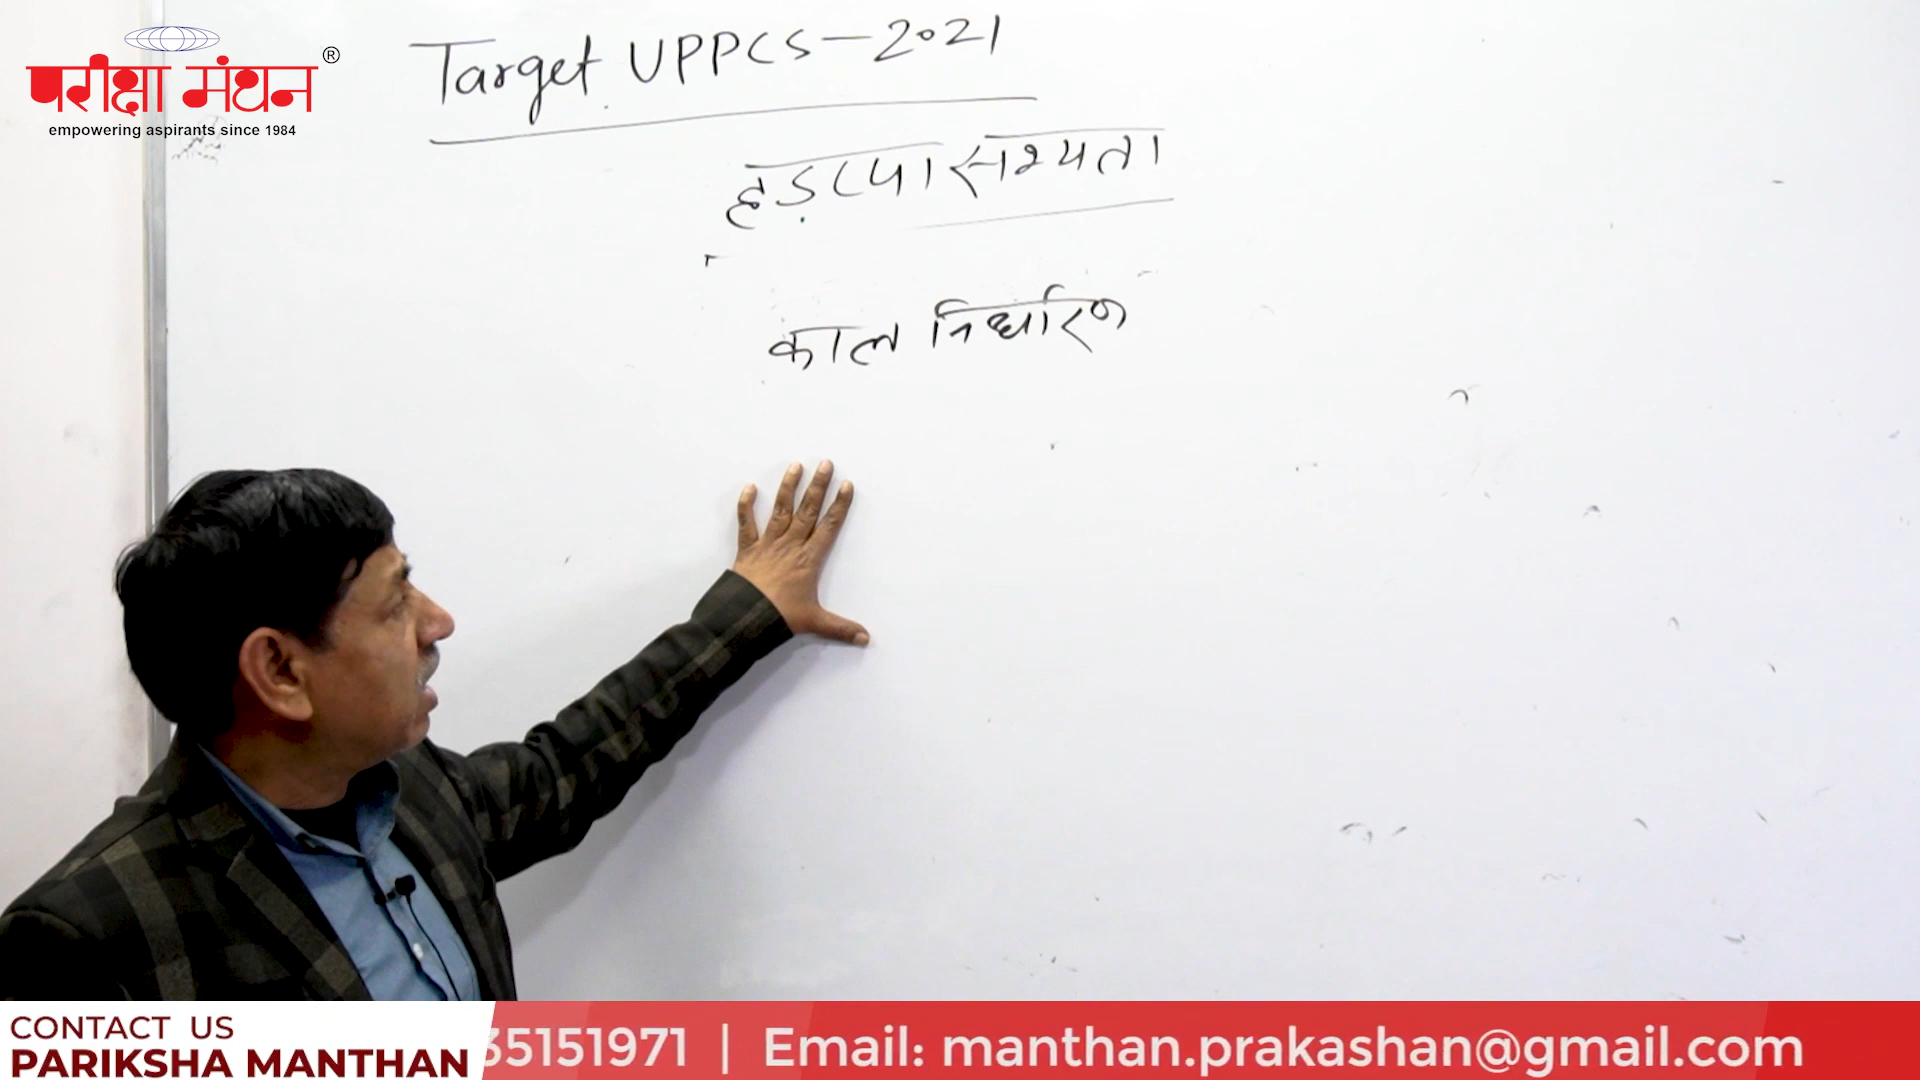 परीक्षा मंथन ®
empowering aspirants since 1984
Target UPPCS-2021
हड़प्पा सभ्यता
काल निर्धारण
CONTACT US
PARIKSHA MANTHAN
35151971 | Email: manthan.prakashan@gmail.com